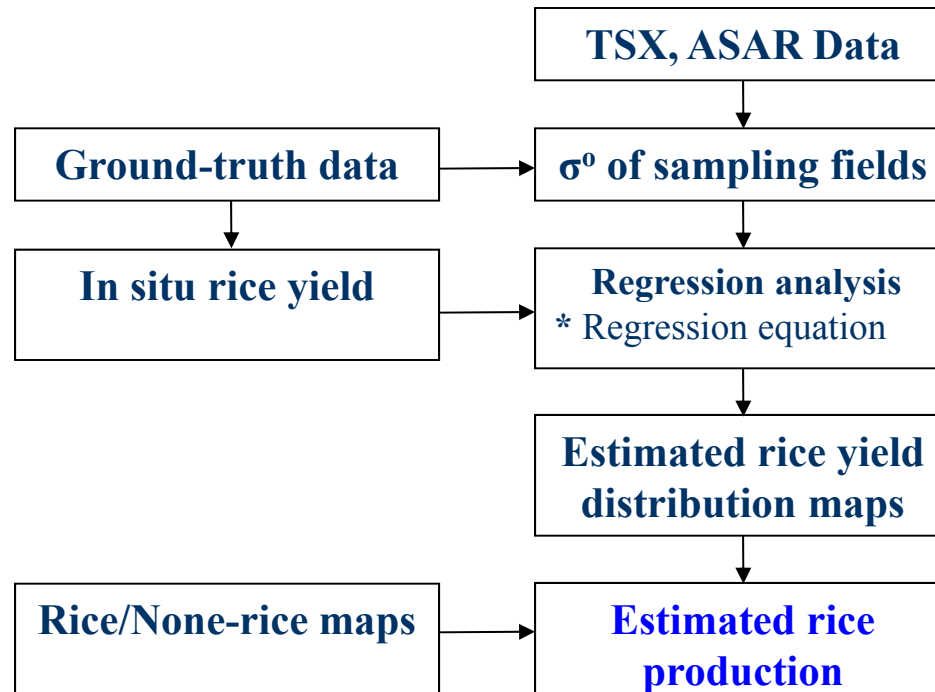 TSX, ASAR Data
Ground-truth data
σº of sampling fields
In situ rice yield
Regression analysis
* Regression equation
Estimated rice yield
distribution maps
Rice/None-rice maps
Estimated rice
production